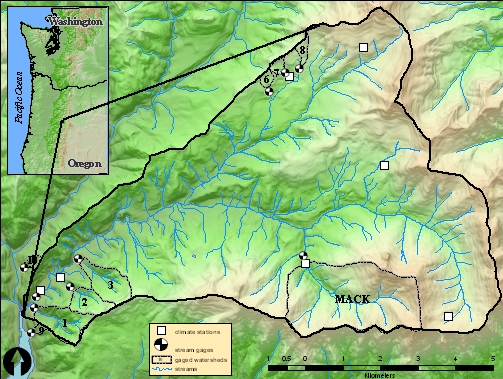 Washington
Pacific Ocean
Oregon
8
7
6
10
3
2
1
9
MACK
climate stations
stream gages
gaged watersheds
streams
1 0.5 0 1 2 3 4 5
Kilometers